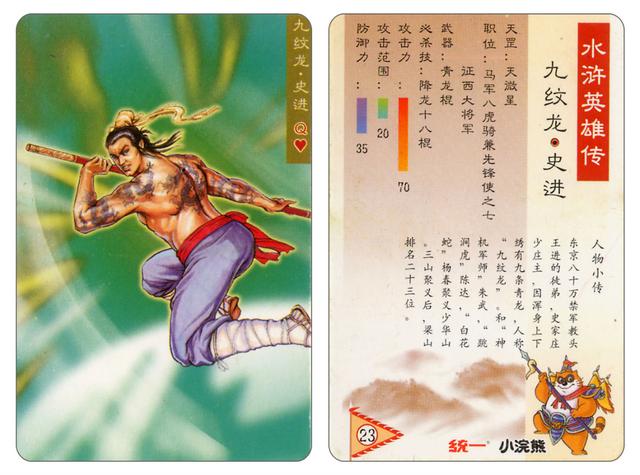 九纹龙·史进
Q♥
水浒英雄传
九纹龙·史进
天罡：天微星
职位：马军八虎骑兼先锋使之七
征西大将军
武器：青龙棍
必杀技：降龙十八棍
攻击力：70
攻击范围：20
防御力：35
人物小传
东京八十万禁军教头
王进的徒弟，史家庄
少庄主，因浑身上下
绣有九条青龙，人称
“九纹龙”。和“神
机军师”朱武，“跳
涧虎”陈达，“白花
蛇”杨春聚义少华山
。三山聚义后，梁山
排名二十三位。
23
统一® 小浣熊